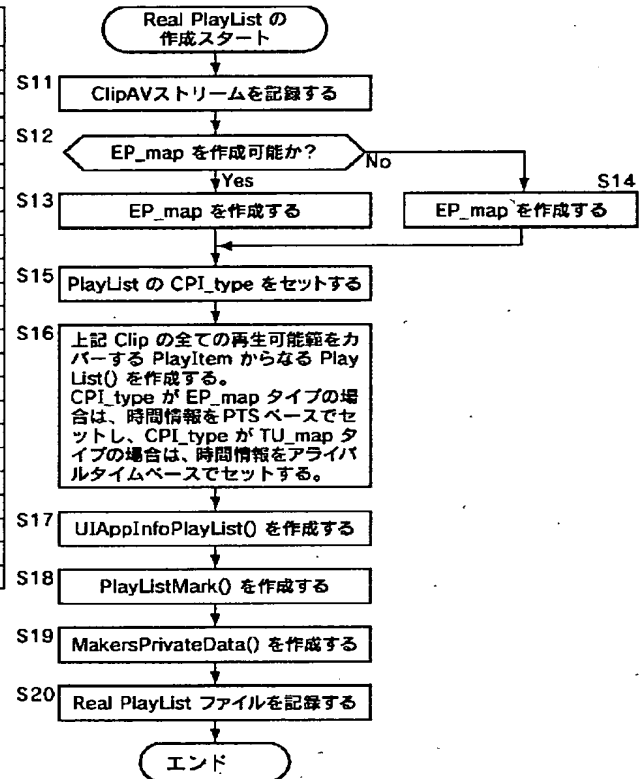 Real PlayList の
作成スタート
S11
ClipAVストリームを記録する
S12
EP_map を作成可能か?
No
Yes
S13
EP_map を作成する
S14
EP_map を作成する
S15
PlayList の CPI_type をセットする
S16
上記 Clip の全ての再生可能範をカ
バーする PlayItem からなる Play
List() を作成する。
CPI_type が EP_map タイプの場
合は、時間情報をPTS ベースでセ
ットし、CPI_type が TU_map タ
イプの場合は、時間情報をアライバ
ルタイムベースでセットする。
S17
UIAppInfoPlayList() を作成する
S18
PlayListMark() を作成する
S19
MakersPrivateData() を作成する
S20
Real PlayList ファイルを記録する
エンド